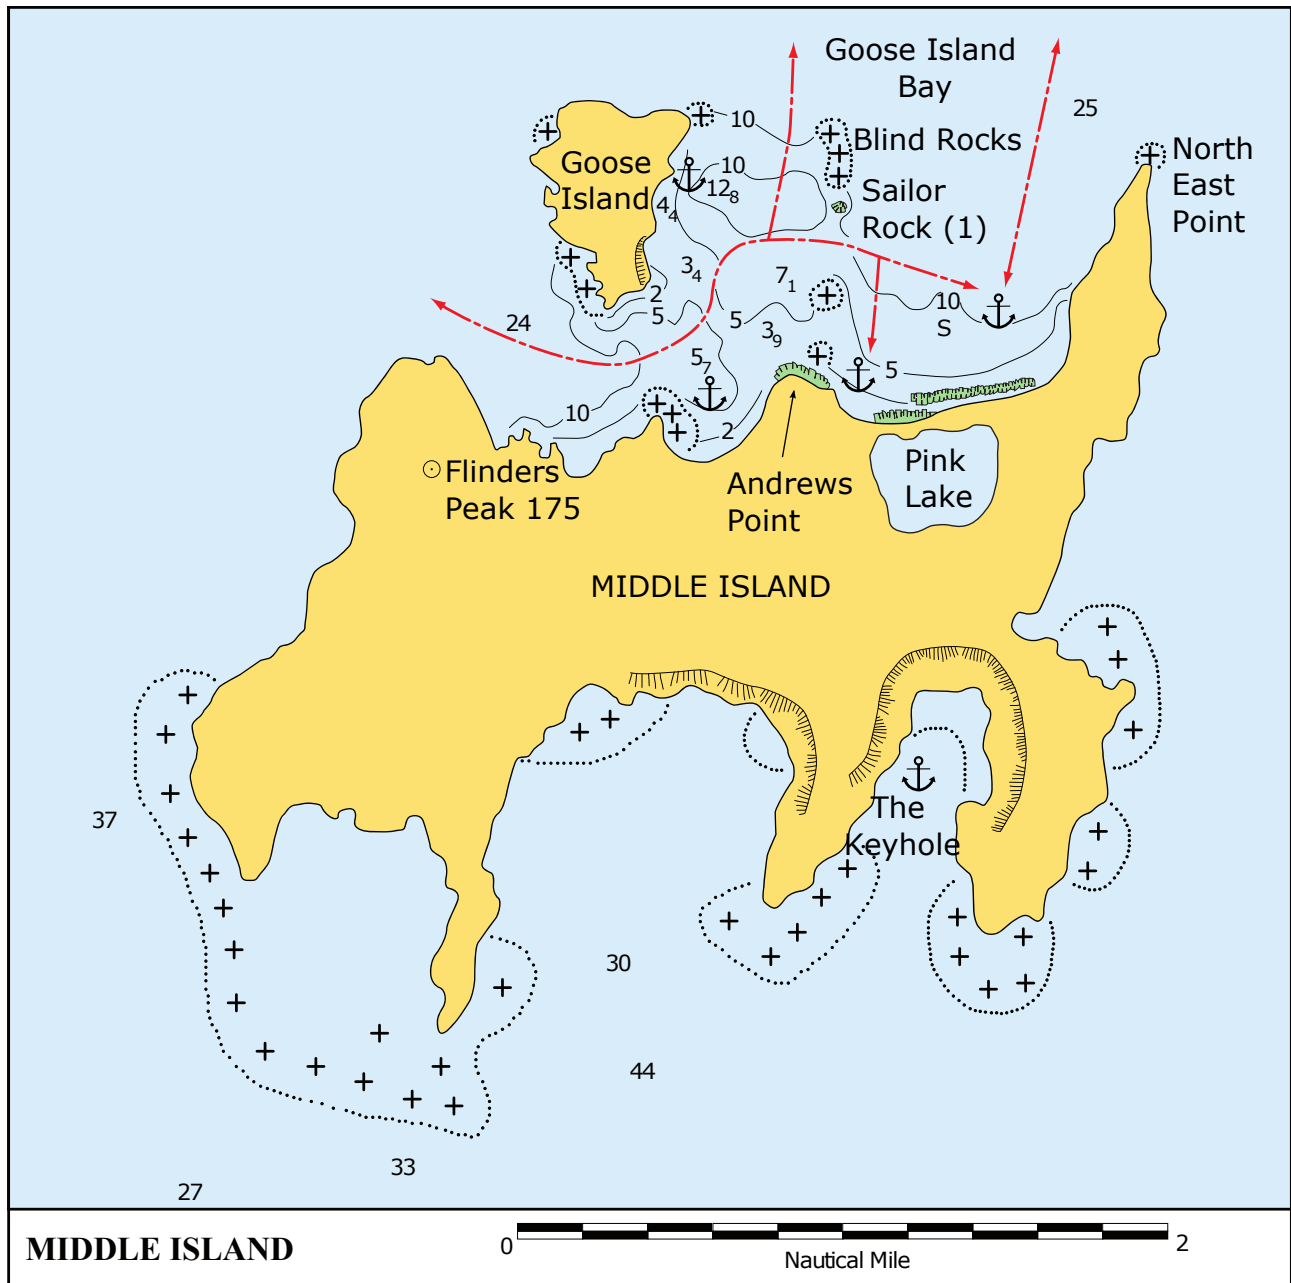 Goose Island
Bay
25
10
Blind Rocks
North
East
Point
Goose
Island
10
12₈
4₄
Sailor
Rock (1)
3₄
7₁
2
5
5
10
S
24
3₉
5₇
5
10
2
Flinders
Peak 175
Andrews
Point
Pink
Lake
MIDDLE ISLAND
The
Keyhole
37
30
44
33
27
MIDDLE ISLAND
0
2
Nautical Mile